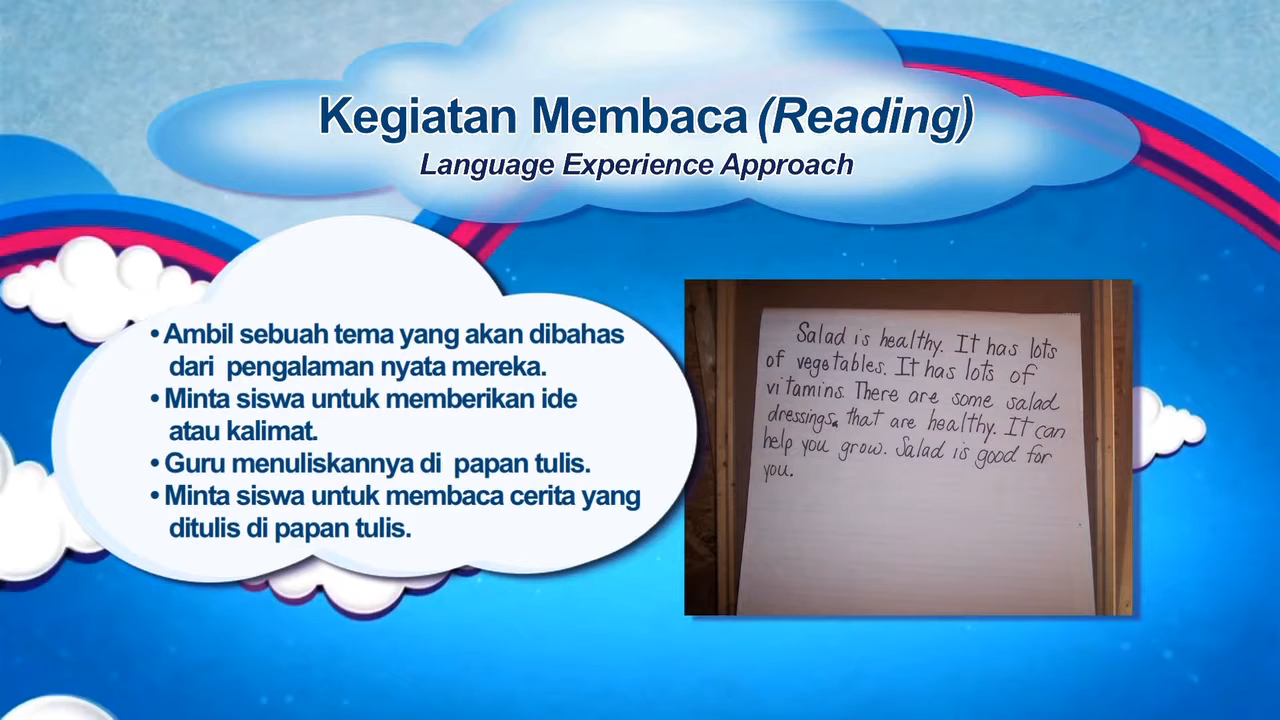 Kegiatan Membaca (Reading)
Language Experience Approach
• Ambil sebuah tema yang akan dibahas
dari pengalaman nyata mereka.
• Minta siswa untuk memberikan ide
atau kalimat.
• Guru menuliskannya di papan tulis.
• Minta siswa untuk membaca cerita yang
ditulis di papan tulis.
Salad is healthy. It has lots
of vegetables. It has lots of
vitamins. There are some salad
dressings that are healthy. It can
help you grow. Salad is good for
you.